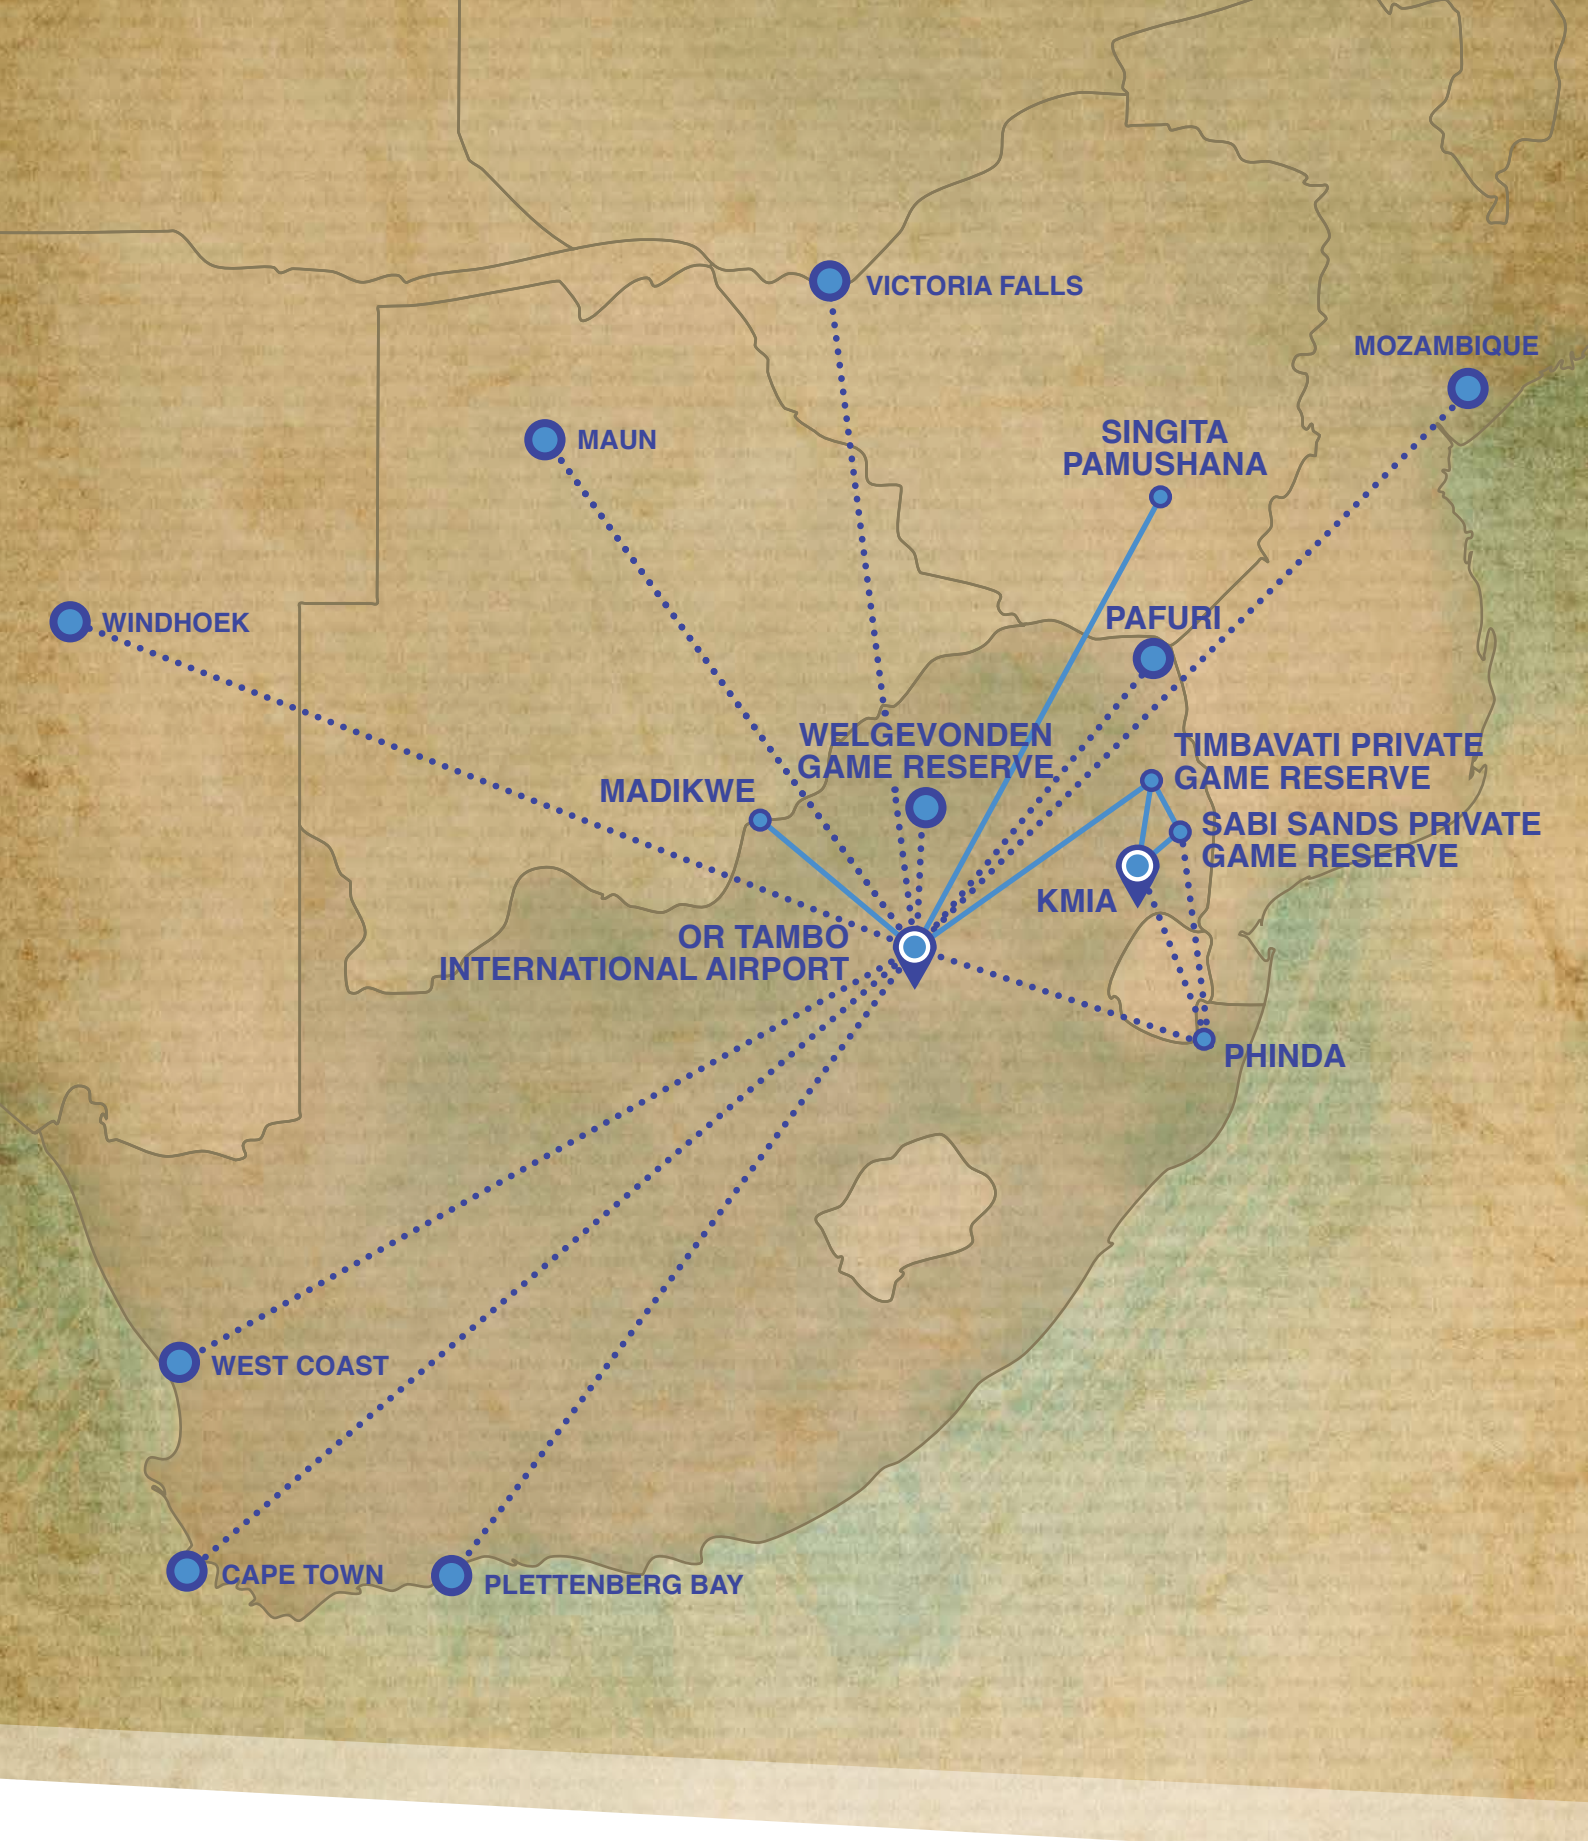 VICTORIA FALLS
MOZAMBIQUE
MAUN
SINGITA
PAMUSHANA
WINDHOEK
PAFURI
WELGEVONDEN
GAME RESERVE
TIMBAVATI PRIVATE
GAME RESERVE
MADIKWE
SABI SANDS PRIVATE
GAME RESERVE
KMIA
OR TAMBO
INTERNATIONAL AIRPORT
PHINDA
WEST COAST
CAPE TOWN
PLETTENBERG BAY